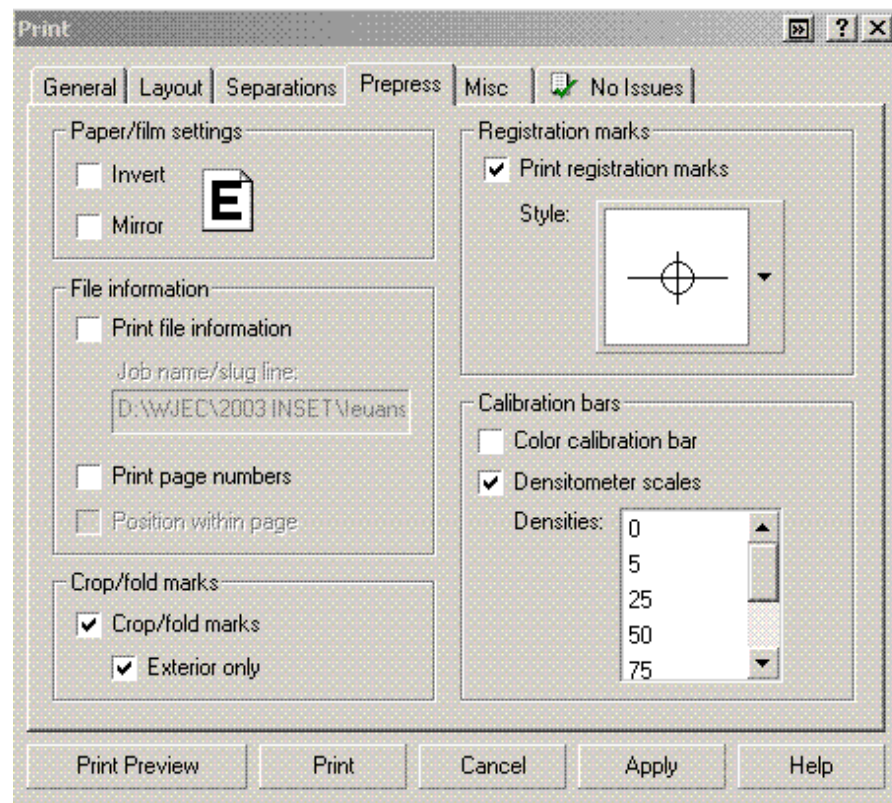 Print
General Layout Separations Prepress Misc No Issues
Paper/film settings
Invert
E
Mirror
File information
Print file information
Job name/slug line:
D:\WJEC\2003 INSET\Ieuans
Print page numbers
Position within page
Crop/fold marks
Crop/fold marks
Exterior only
Registration marks
Print registration marks
Style:
Calibration bars
Color calibration bar
Densitometer scales
Densities:
0
5
25
50
75
Print Preview Print Cancel Apply Help